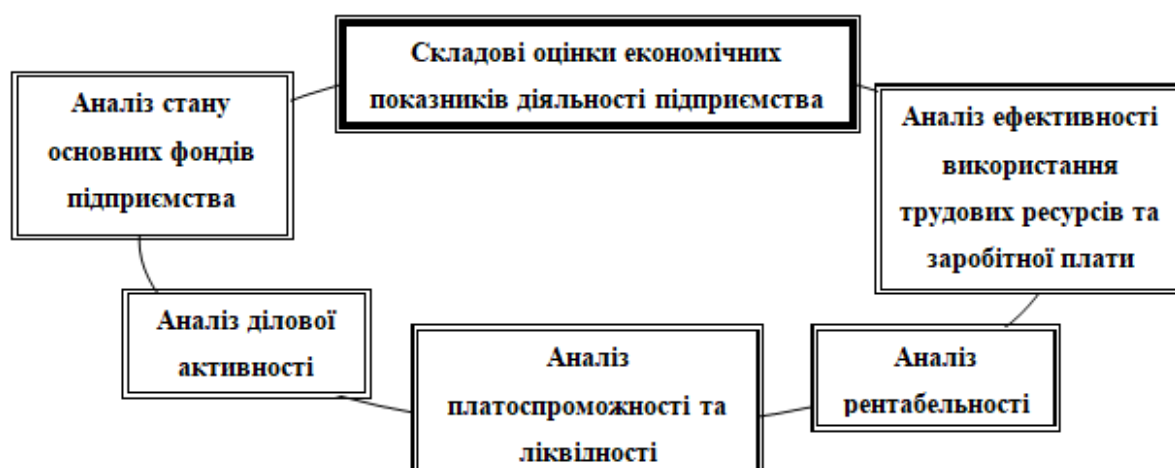 Складові оцінки економічних
показників діяльності підприємства
Аналіз стану
основних фондів
підприємства
Аналіз ефективності
використання
трудових ресурсів та
заробітної плати
Аналіз ділової
активності
Аналіз
платоспроможності та
ліквідності
Аналіз
рентабельності